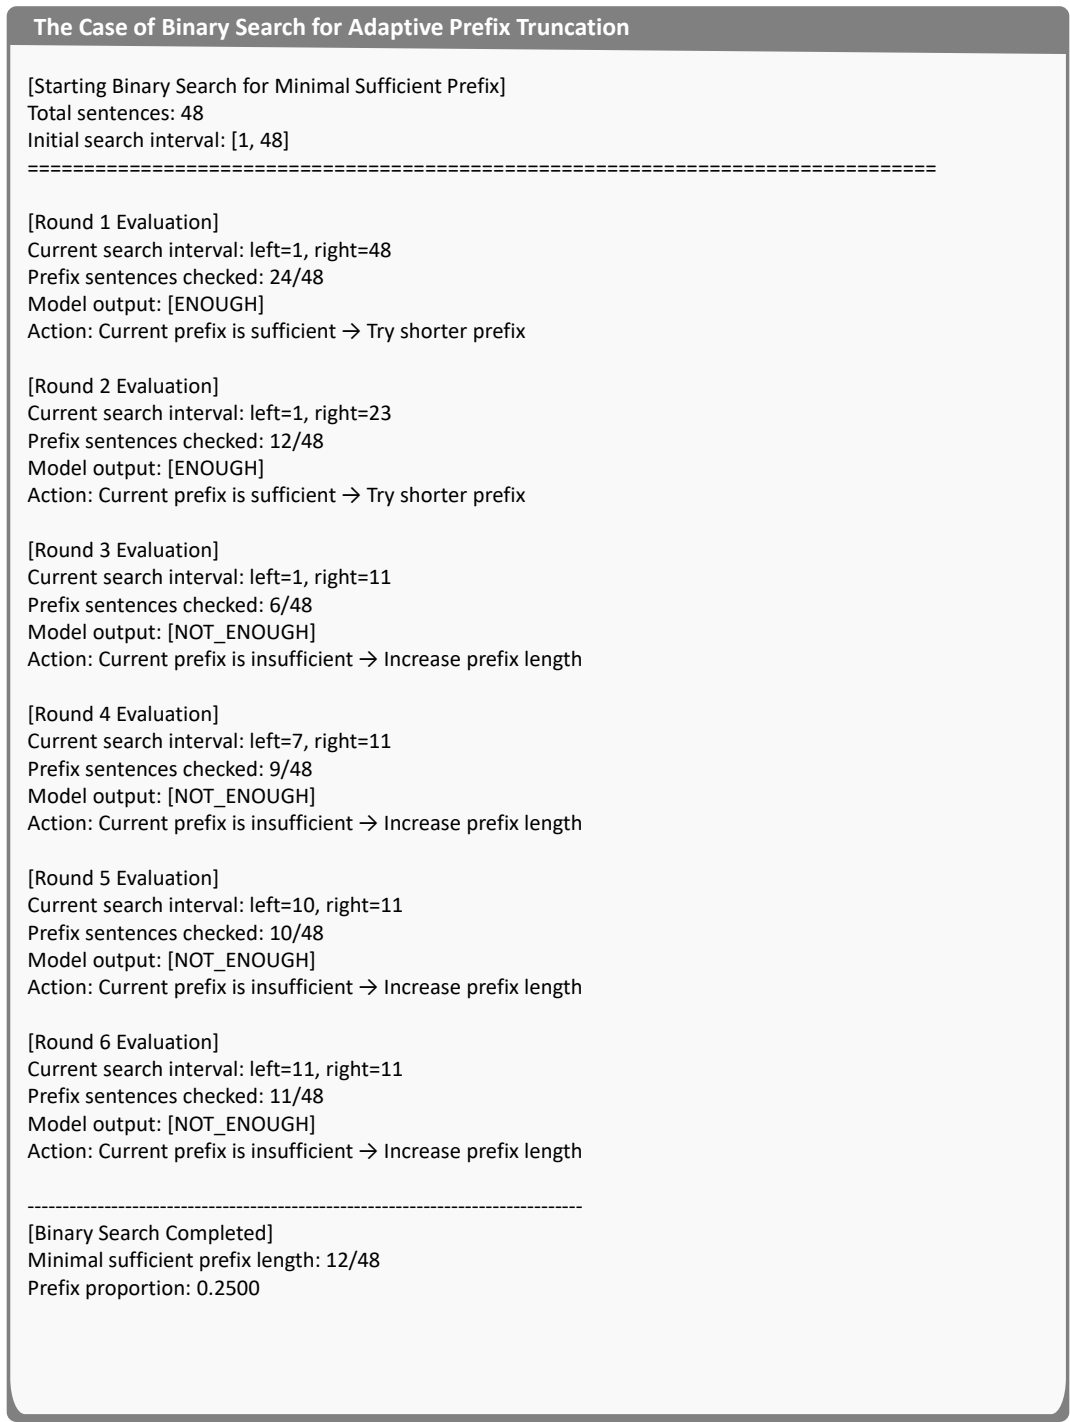 The Case of Binary Search for Adaptive Prefix Truncation
[Starting Binary Search for Minimal Sufficient Prefix]
Total sentences: 48
Initial search interval: [1, 48]
================================================================================
[Round 1 Evaluation]
Current search interval: left=1, right=48
Prefix sentences checked: 24/48
Model output: [ENOUGH]
Action: Current prefix is sufficient → Try shorter prefix
[Round 2 Evaluation]
Current search interval: left=1, right=23
Prefix sentences checked: 12/48
Model output: [ENOUGH]
Action: Current prefix is sufficient → Try shorter prefix
[Round 3 Evaluation]
Current search interval: left=1, right=11
Prefix sentences checked: 6/48
Model output: [NOT_ENOUGH]
Action: Current prefix is insufficient → Increase prefix length
[Round 4 Evaluation]
Current search interval: left=7, right=11
Prefix sentences checked: 9/48
Model output: [NOT_ENOUGH]
Action: Current prefix is insufficient → Increase prefix length
[Round 5 Evaluation]
Current search interval: left=10, right=11
Prefix sentences checked: 10/48
Model output: [NOT_ENOUGH]
Action: Current prefix is insufficient → Increase prefix length
[Round 6 Evaluation]
Current search interval: left=11, right=11
Prefix sentences checked: 11/48
Model output: [NOT_ENOUGH]
Action: Current prefix is insufficient → Increase prefix length
--------------------------------------------------------------------------------
[Binary Search Completed]
Minimal sufficient prefix length: 12/48
Prefix proportion: 0.2500